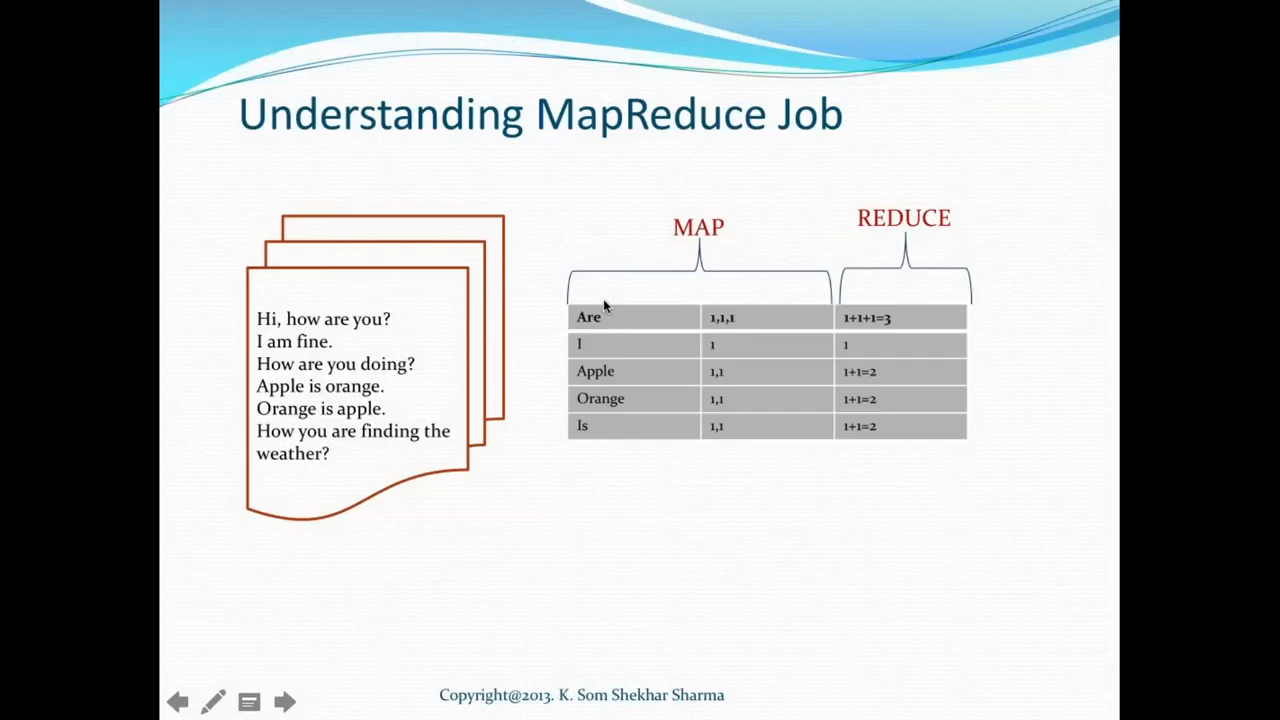 Understanding MapReduce Job
Hi, how are you?
I am fine.
How are you doing?
Apple is orange.
Orange is apple.
How you are finding the
weather?
MAP
REDUCE
Are 1,1,1 1+1+1=3
I 1 1
Apple 1,1 1+1=2
Orange 1,1 1+1=2
Is 1,1 1+1=2
Copyright@2013. K. Som Shekhar Sharma